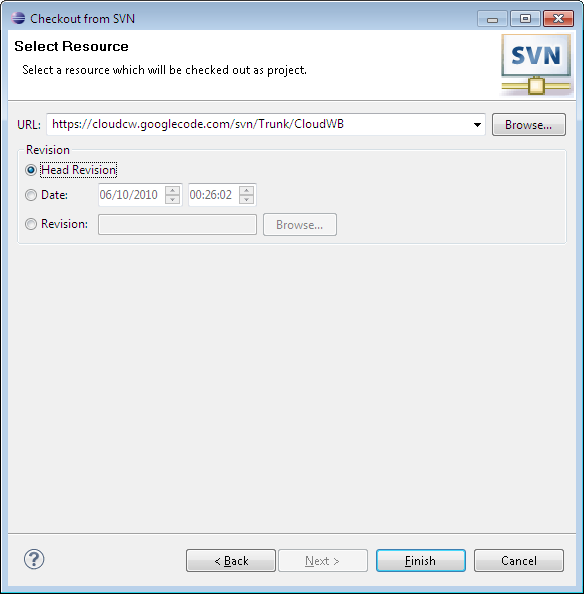 Checkout from SVN
Select Resource
Select a resource which will be checked out as project.
SVN
URL: https://cloudcw.googlecode.com/svn/Trunk/CloudWB Browse...
Revision
Head Revision
Date: 06/10/2010 00:26:02
Revision: Browse...
? < Back Next > Finish Cancel